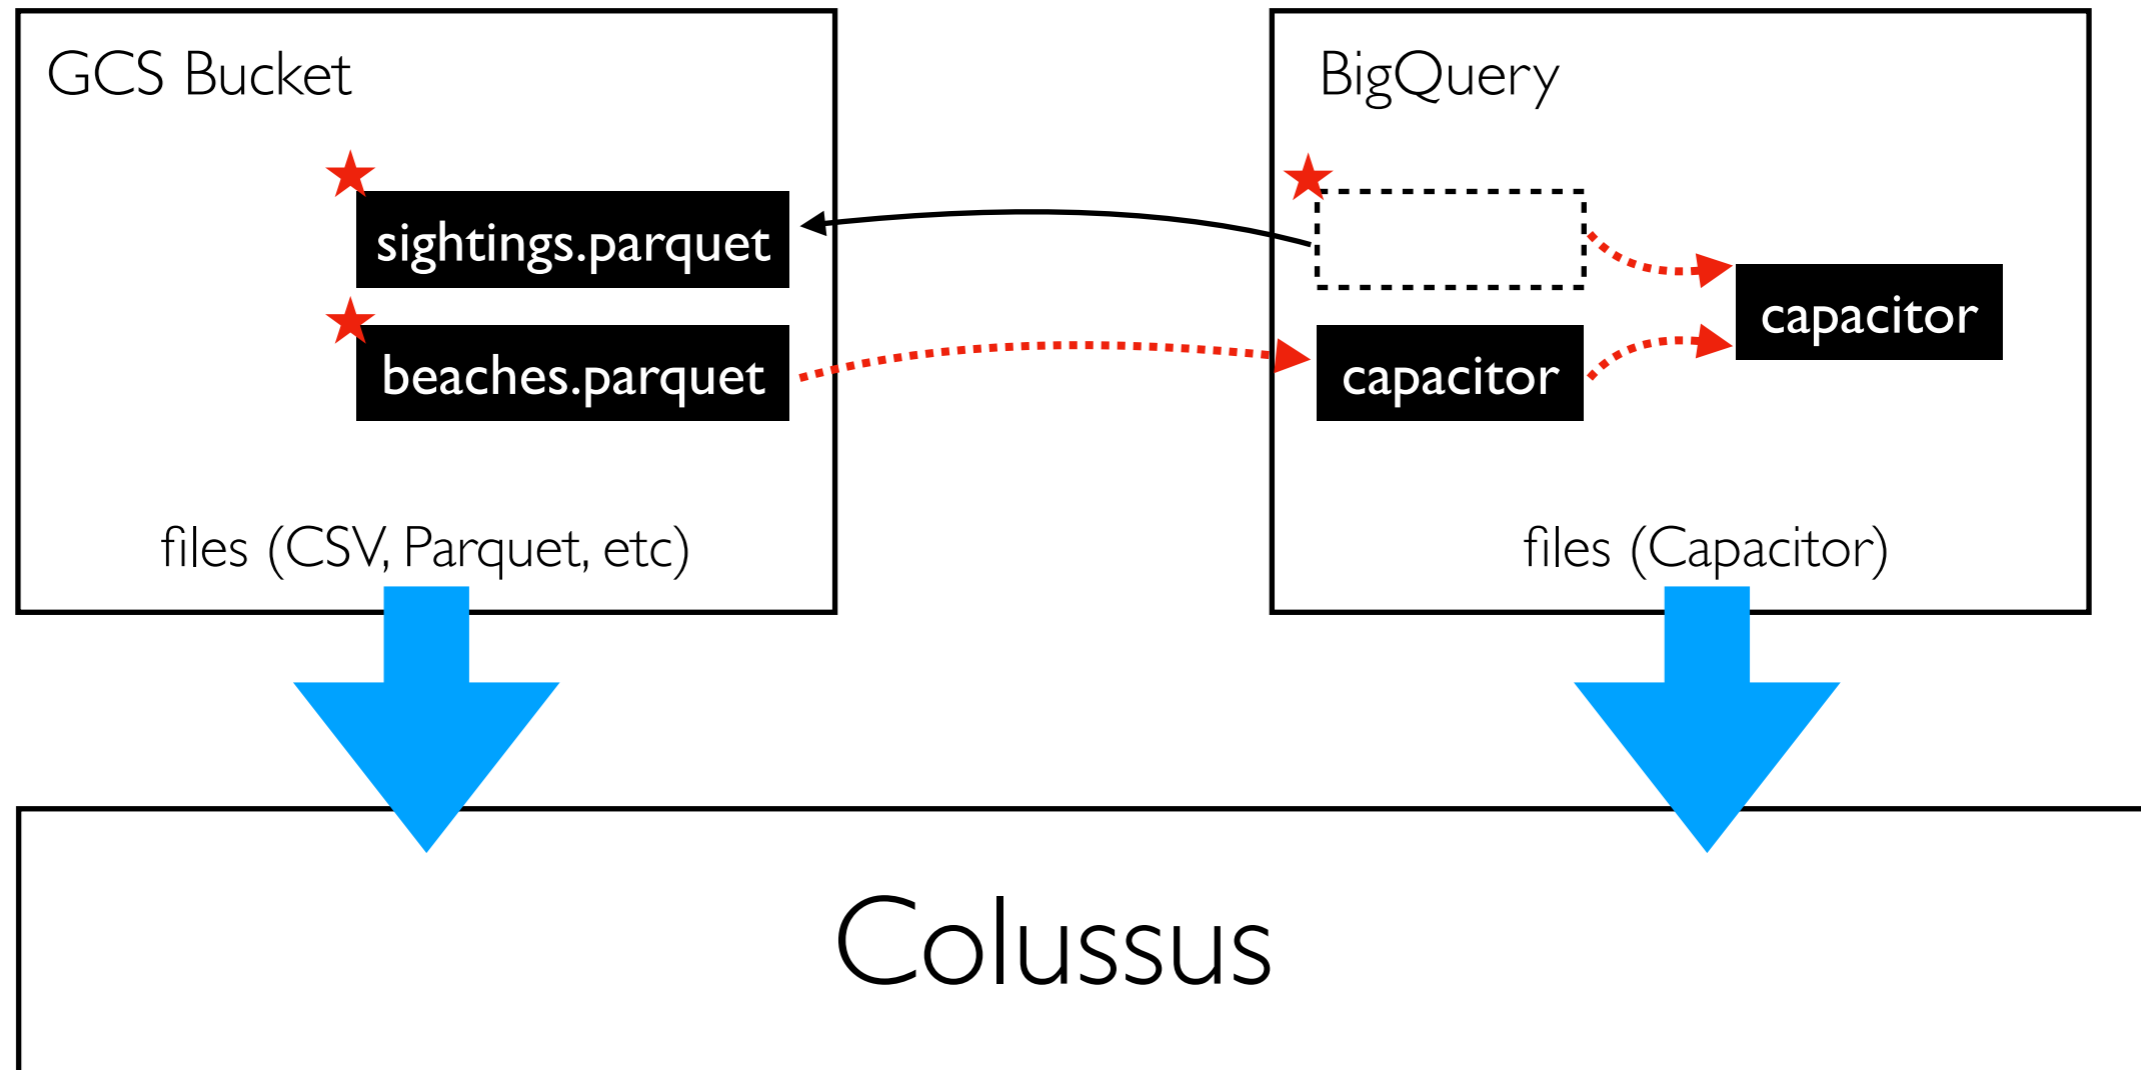 GCS Bucket
sightings.parquet
beaches.parquet
files (CSV, Parquet, etc)
BigQuery
capacitor
capacitor
files (Capacitor)
Colussus